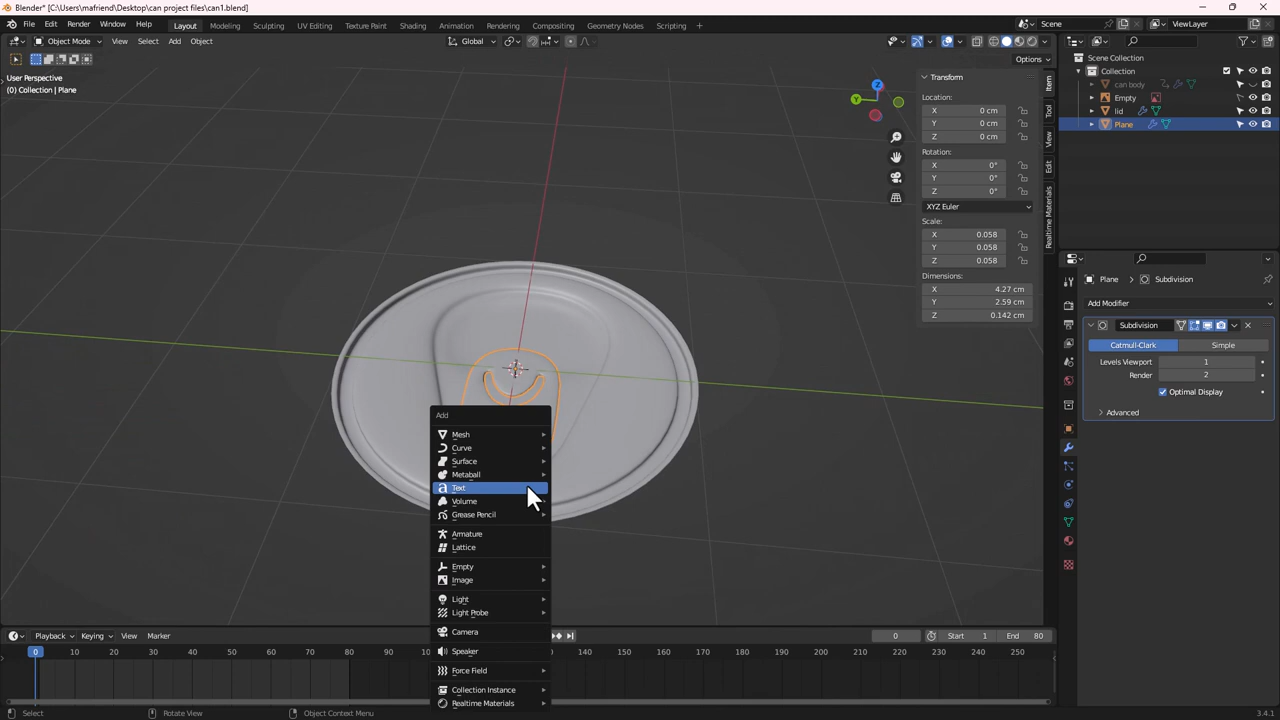 Blender* [C:\Users\mafriend\Desktop\can project files\can1.blend]
File Edit Render Window Help Layout Modeling Sculpting UV Editing Texture Paint Shading Animation Rendering Compositing Geometry Nodes Scripting + Scene ViewLayer
Object Mode View Select Add Object Global
Options
User Perspective
(0) Collection | Plane
Z
Y
Transform
Location:
X 0 cm
Y 0 cm
Z 0 cm
Rotation:
X 0°
Y 0°
Z 0°
XYZ Euler
Scale:
X 0.058
Y 0.058
Z 0.058
Dimensions:
X 4.27 cm
Y 2.59 cm
Z 0.142 cm
Item
Tool
View
Edit
Realtime Materials
Scene Collection
Collection
can body
Empty
lid
Plane
Plane > Subdivision
Add Modifier
Subdivision
Catmull-Clark Simple
Levels Viewport 1
Render 2
Optimal Display
Advanced
Add
Mesh
Curve
Surface
Metaball
Text
Volume
Grease Pencil
Armature
Lattice
Empty
Image
Light
Light Probe
Camera
Speaker
Force Field
Collection Instance
Realtime Materials
Playback Keying View Marker 0 Start 1 End 80
0 10 20 30 40 50 60 70 80 90 120 130 140 150 160 170 180 190 200 210 220 230 240 250
Select Rotate View Object Context Menu 3.4.1